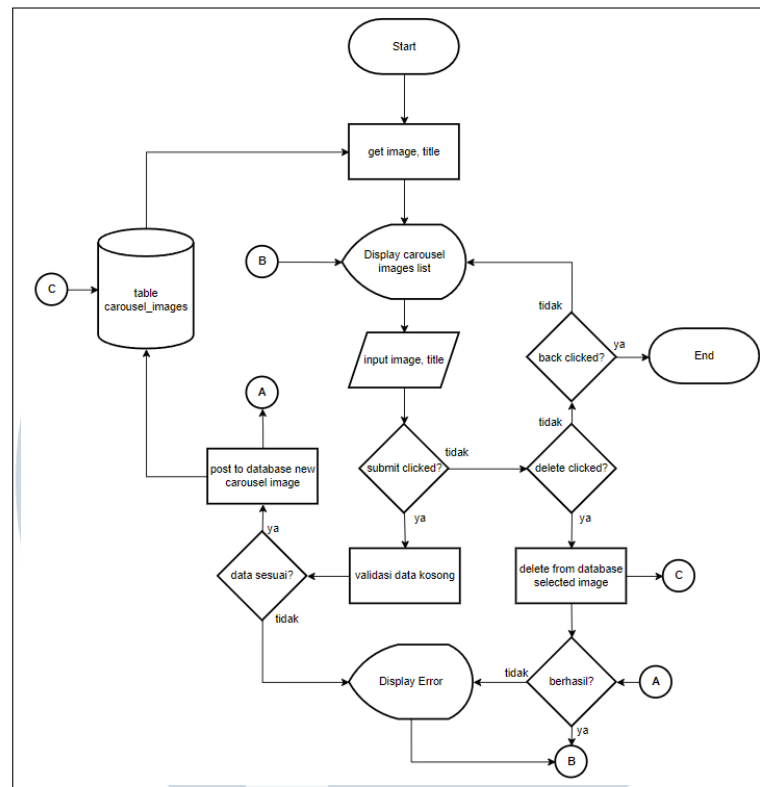 Start
get image, title
B
Display carousel
images list
C
table
carousel_images
tidak
back clicked?
ya
End
input image, title
A
tidak
post to database new
carousel image
submit clicked?
tidak
delete clicked?
ya
ya
ya
data sesuai?
validasi data kosong
delete from database
selected image
C
tidak
Display Error
tidak
berhasil?
A
ya
B